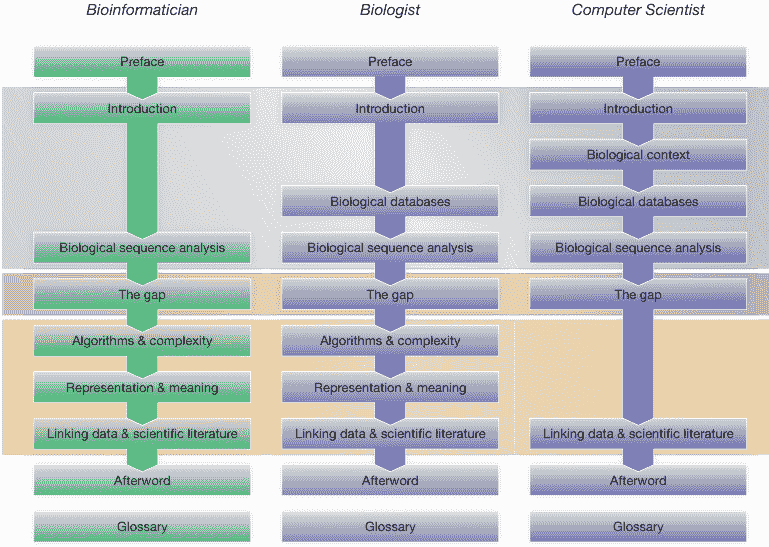 Bioinformatician
Biologist
Computer Scientist
Preface
Preface
Preface
Introduction
Introduction
Introduction
Biological context
Biological databases
Biological databases
Biological sequence analysis
Biological sequence analysis
Biological sequence analysis
The gap
The gap
The gap
Algorithms & complexity
Algorithms & complexity
Representation & meaning
Representation & meaning
Linking data & scientific literature
Linking data & scientific literature
Linking data & scientific literature
Afterword
Afterword
Afterword
Glossary
Glossary
Glossary